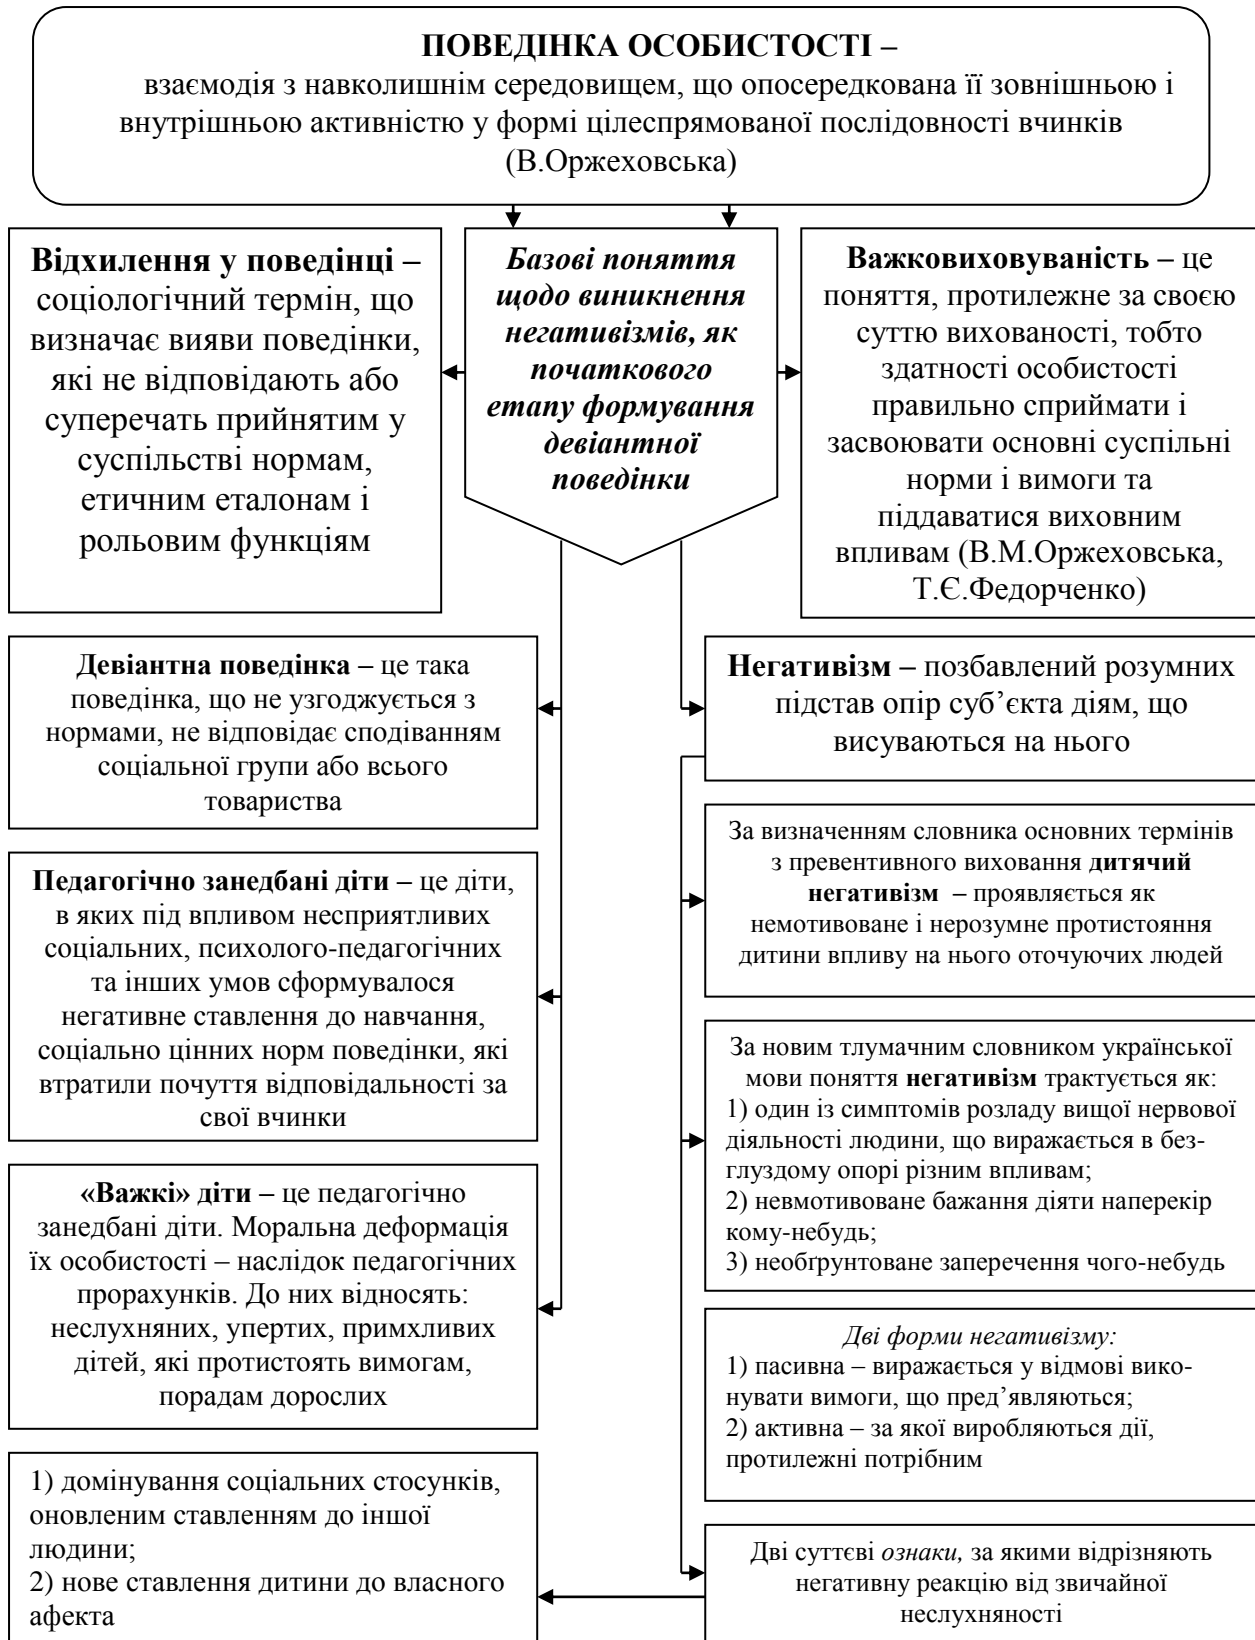 ПОВЕДІНКА ОСОБИСТОСТІ –
взаємодія з навколишнім середовищем, що опосередкована її зовнішньою і
внутрішньою активністю у формі цілеспрямованої послідовності вчинків
(В.Оржеховська)
Відхилення у поведінці –
соціологічний термін, що
визначає вияви поведінки,
які не відповідають або
суперечать прийнятим у
суспільстві нормам,
етичним еталонам і
рольовим функціям
Базові поняття
щодо виникнення
негативізмів, як
початкового
етапу формування
девіантної
поведінки
Важковиховуваність – це
поняття, протилежне за своєю
суттю вихованості, тобто
здатності особистості
правильно сприймати і
засвоювати основні суспільні
норми і вимоги та
піддаватися виховним
впливам (В.М.Оржеховська,
Т.Є.Федорченко)
Девіантна поведінка – це така
поведінка, що не узгоджується з
нормами, не відповідає сподіванням
соціальної групи або всього
товариства
Негативізм – позбавлений розумних
підстав опір суб’єкта діям, що
висуваються на нього
За визначенням словника основних термінів
з превентивного виховання дитячий
негативізм – проявляється як
немотивоване і нерозумне протистояння
дитини впливу на нього оточуючих людей
Педагогічно занедбані діти – це діти,
в яких під впливом несприятливих
соціальних, психолого-педагогічних
та інших умов сформувалося
негативне ставлення до навчання,
соціально цінних норм поведінки, які
втратили почуття відповідальності за
свої вчинки
За новим тлумачним словником української
мови поняття негативізм трактується як:
1) один із симптомів розладу вищої нервової
діяльності людини, що виражається в без-
глуздому опорі різним впливам;
2) невмотивоване бажання діяти наперекір
кому-небудь;
3) необґрунтоване заперечення чого-небудь
«Важкі» діти – це педагогічно
занедбані діти. Моральна деформація
їх особистості – наслідок педагогічних
прорахунків. До них відносять:
неслухняних, упертих, примхливих
дітей, які протистоять вимогам,
порадам дорослих
Дві форми негативізму:
1) пасивна – виражається у відмові вико-
нувати вимоги, що пред’являються;
2) активна – за якої виробляються дії,
протилежні потрібним
1) домінування соціальних стосунків,
оновленим ставленням до іншої
людини;
2) нове ставлення дитини до власного
афекта
Дві суттєві ознаки, за якими відрізняють
негативну реакцію від звичайної
неслухняності